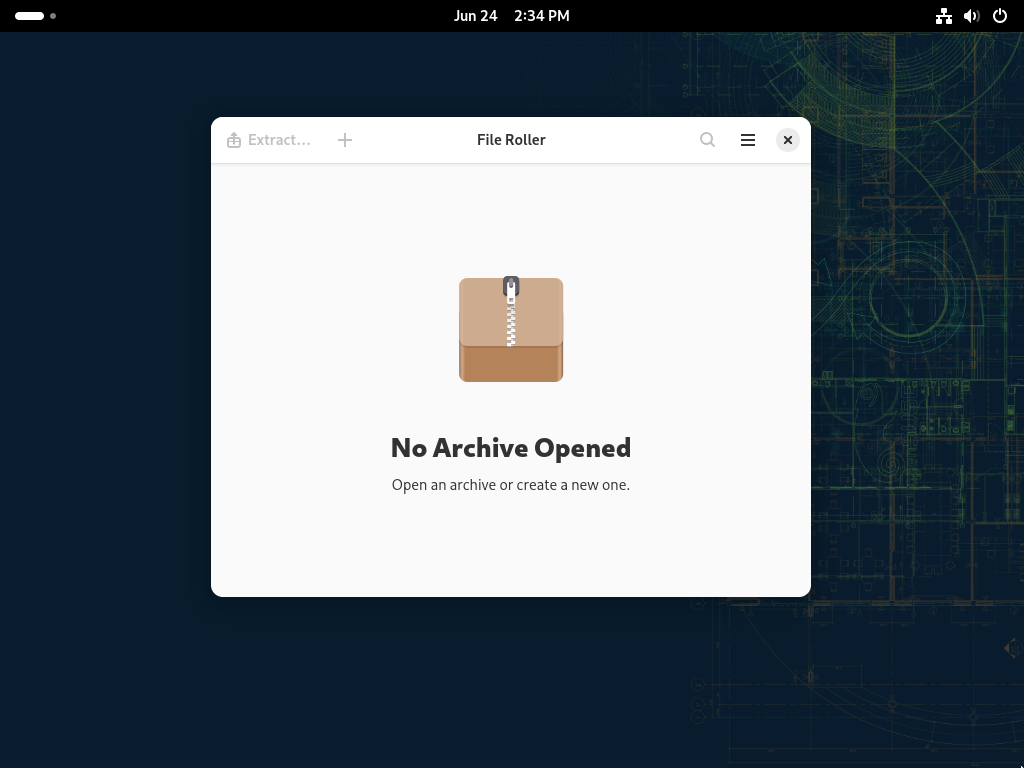 Jun 24 2:34 PM
Extract…
File Roller
No Archive Opened
Open an archive or create a new one.